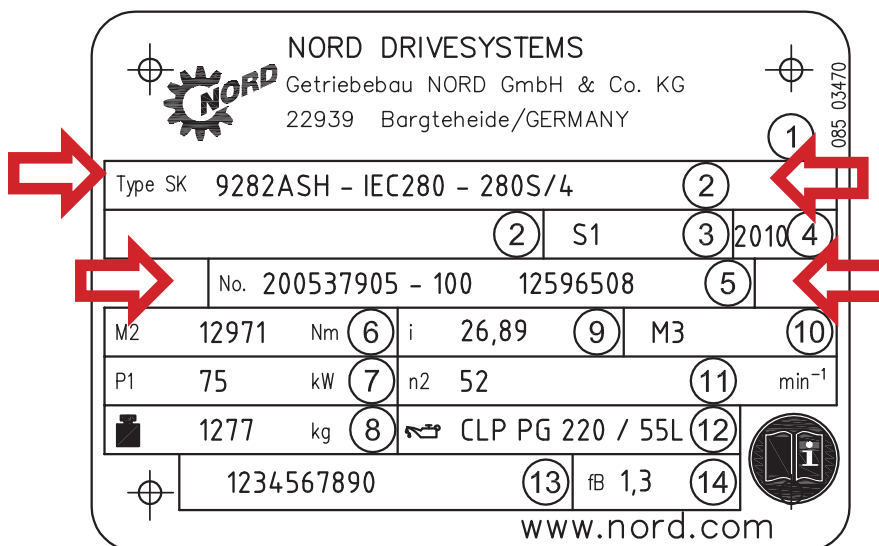 NORD DRIVESYSTEMS
NORD Getriebebau NORD GmbH & Co. KG
22939 Bargteheide/GERMANY
085 03470
1
Type SK 9282ASH - IEC280 - 280S/4 2
2 S1 3 2010 4
No. 200537905 - 100 12596508 5
M2 12971 Nm 6 i 26,89 9 M3 10
P1 75 kW 7 n2 52 11 min⁻¹
1277 kg 8 CLP PG 220 / 55L 12
i
1234567890 13 fB 1,3 14
www.nord.com